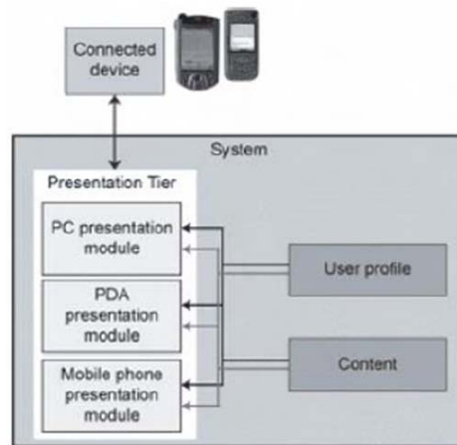 Connected
device
System
Presentation Tier
PC presentation
module
User profile
PDA
presentation
module
Content
Mobile phone
presentation
module